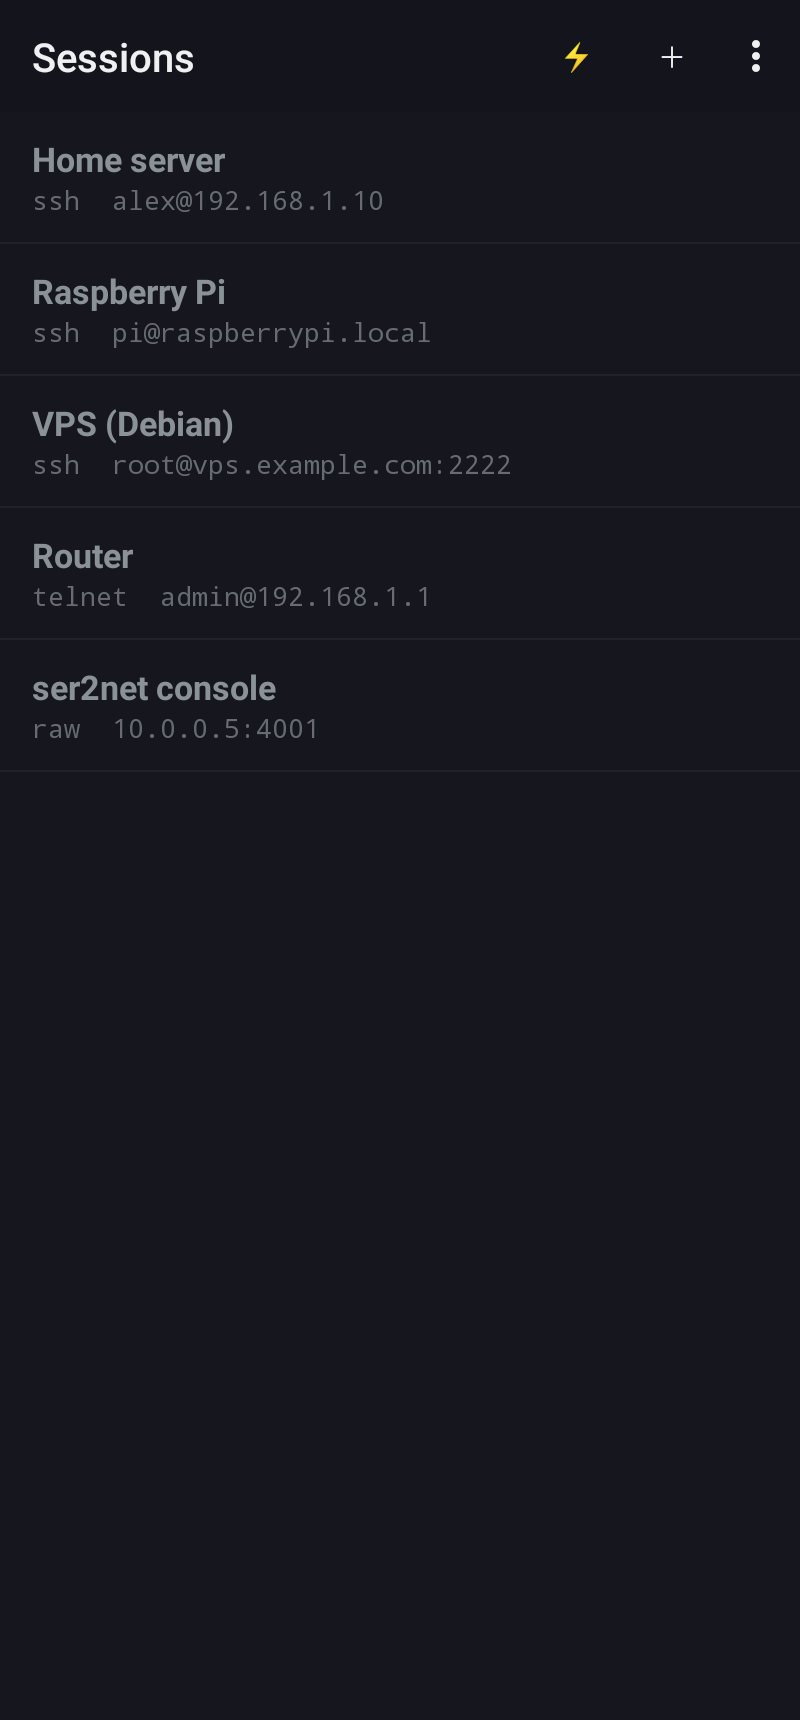 Sessions ⚡ +
Home server
ssh  alex@192.168.1.10
Raspberry Pi
ssh  pi@raspberrypi.local
VPS (Debian)
ssh  root@vps.example.com:2222
Router
telnet  admin@192.168.1.1
ser2net console
raw  10.0.0.5:4001